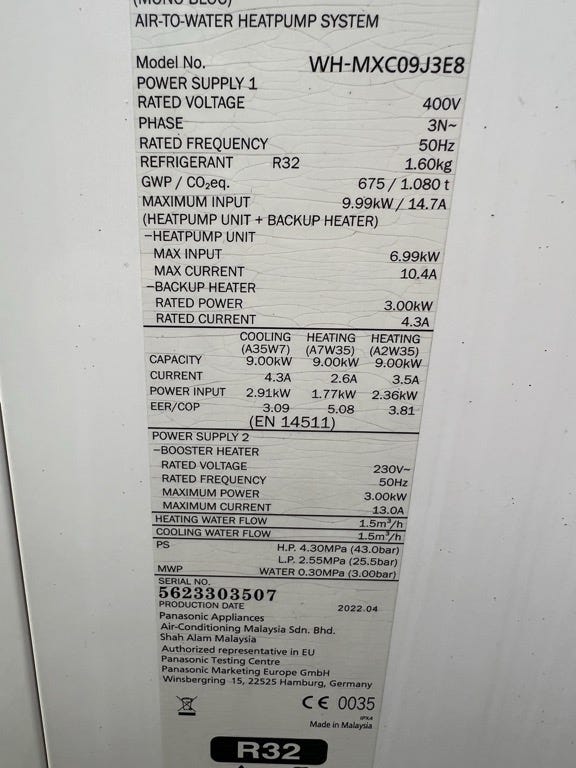 (MONO BLOC)
AIR-TO-WATER HEATPUMP SYSTEM
Model No. WH-MXC09J3E8
POWER SUPPLY 1
RATED VOLTAGE 400V
PHASE 3N~
RATED FREQUENCY 50Hz
REFRIGERANT R32 1.60kg
GWP / CO₂eq. 675 / 1.080 t
MAXIMUM INPUT 9.99kW / 14.7A
(HEATPUMP UNIT + BACKUP HEATER)
–HEATPUMP UNIT
MAX INPUT 6.99kW
MAX CURRENT 10.4A
–BACKUP HEATER
RATED POWER 3.00kW
RATED CURRENT 4.3A
COOLING HEATING HEATING
(A35W7) (A7W35) (A2W35)
CAPACITY 9.00kW 9.00kW 9.00kW
CURRENT 4.3A 2.6A 3.5A
POWER INPUT 2.91kW 1.77kW 2.36kW
EER/COP 3.09 5.08 3.81
(EN 14511)
POWER SUPPLY 2
–BOOSTER HEATER
RATED VOLTAGE 230V~
RATED FREQUENCY 50Hz
MAXIMUM POWER 3.00kW
MAXIMUM CURRENT 13.0A
HEATING WATER FLOW 1.5m³/h
COOLING WATER FLOW 1.5m³/h
PS H.P. 4.30MPa (43.0bar)
L.P. 2.55MPa (25.5bar)
MWP WATER 0.30MPa (3.00bar)
SERIAL NO.
5623303507
PRODUCTION DATE 2022.04
Panasonic Appliances
Air-Conditioning Malaysia Sdn. Bhd.
Shah Alam Malaysia
Authorized representative in EU
Panasonic Testing Centre
Panasonic Marketing Europe GmbH
Winsbergring 15, 22525 Hamburg, Germany
CE 0035
IPX4
Made in Malaysia
R32